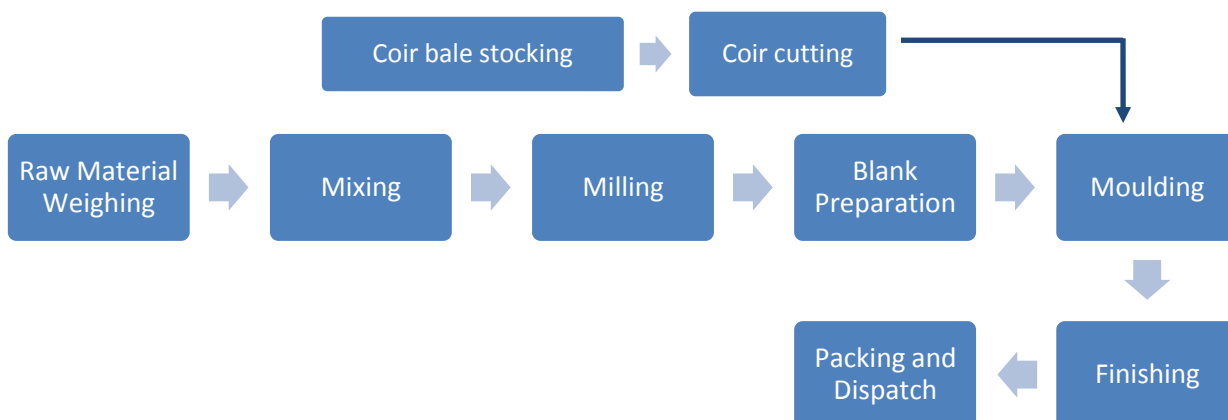 Coir bale stocking
Coir cutting
Raw Material
Weighing
Mixing
Milling
Blank
Preparation
Moulding
Packing and
Dispatch
Finishing